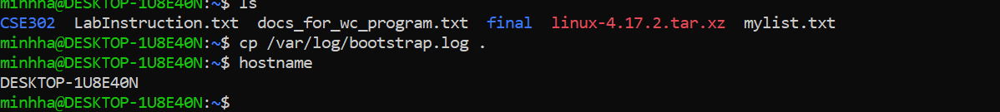 minhha@DESKTOP-1U8E40N:~$ ls
CSE302  LabInstruction.txt  docs_for_wc_program.txt  final  linux-4.17.2.tar.xz  mylist.txt
minhha@DESKTOP-1U8E40N:~$ cp /var/log/bootstrap.log .
minhha@DESKTOP-1U8E40N:~$ hostname
DESKTOP-1U8E40N
minhha@DESKTOP-1U8E40N:~$